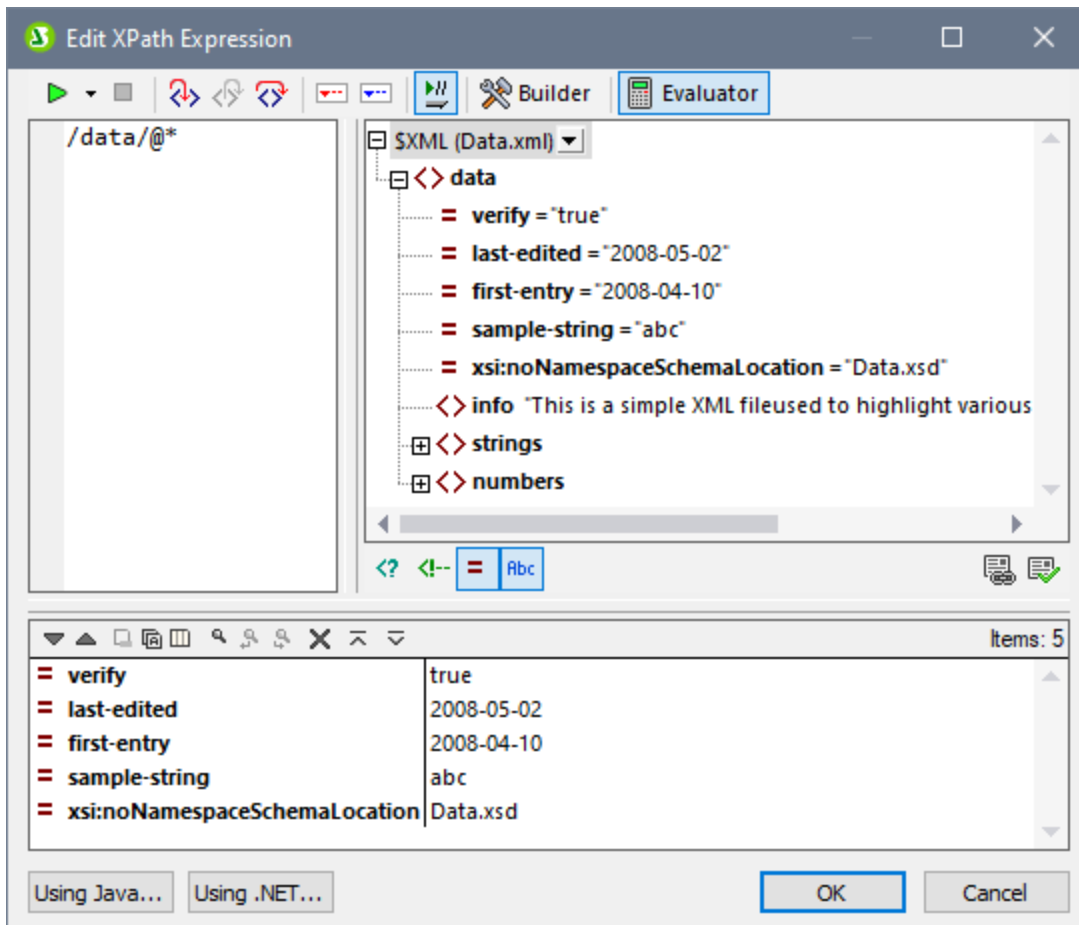 Edit XPath Expression
Builder
Evaluator
/data/@*
$XML (Data.xml)
<> data
= verify ="true"
= last-edited ="2008-05-02"
= first-entry ="2008-04-10"
= sample-string ="abc"
= xsi:noNamespaceSchemaLocation ="Data.xsd"
<> info "This is a simple XML fileused to highlight various
<> strings
<> numbers
<? <!-- = Abc
Items: 5
= verify true
= last-edited 2008-05-02
= first-entry 2008-04-10
= sample-string abc
= xsi:noNamespaceSchemaLocation Data.xsd
Using Java... Using .NET... OK Cancel